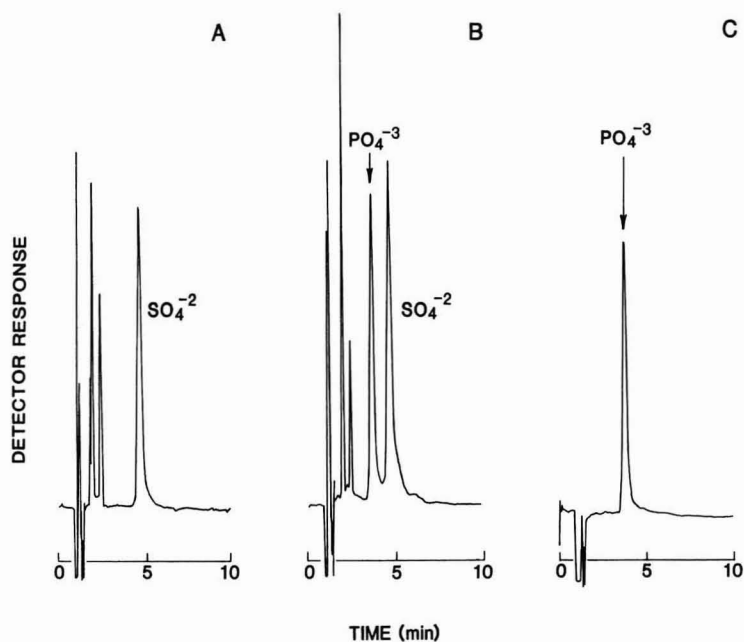 A
B
C
PO₄⁻³
PO₄⁻³
SO₄⁻²
SO₄⁻²
DETECTOR RESPONSE
0 5 10
0 5 10
0 5 10
TIME (min)